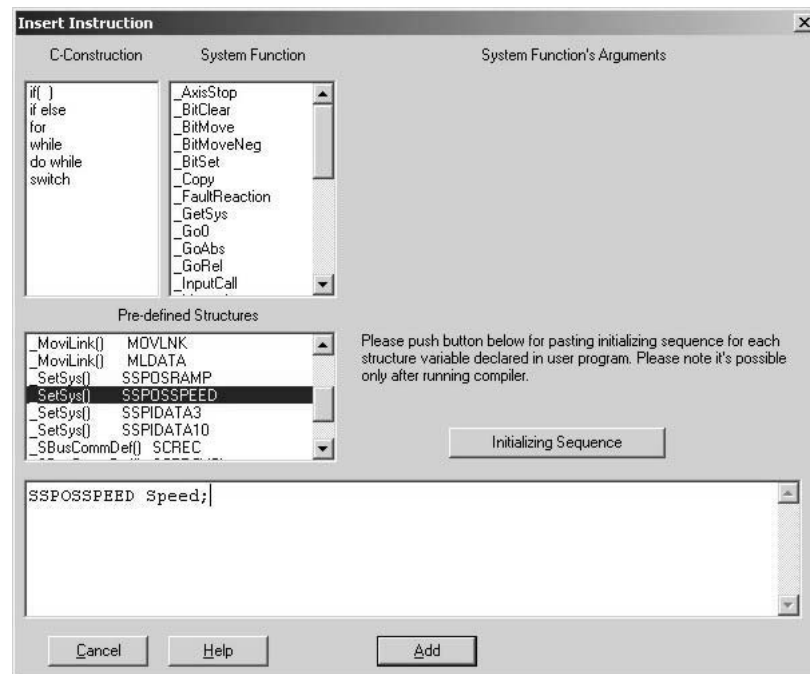 Insert Instruction
C-Construction
System Function
System Function's Arguments
if( )
if else
for
while
do while
switch
_AxisStop
_BitClear
_BitMove
_BitMoveNeg
_BitSet
_Copy
_FaultReaction
_GetSys
_Go0
_GoAbs
_GoRel
_InputCall
Pre-defined Structures
_MoviLink() MOVLNK
_MoviLink() MLDATA
_SetSys() SSPOSRAMP
_SetSys() SSPOSSPEED
_SetSys() SSPIDATA3
_SetSys() SSPIDATA10
_SBusCommDef() SCREC
Please push button below for pasting initializing sequence for each
structure variable declared in user program. Please note it's possible
only after running compiler.
Initializing Sequence
SSPOSSPEED Speed;
Cancel
Help
Add